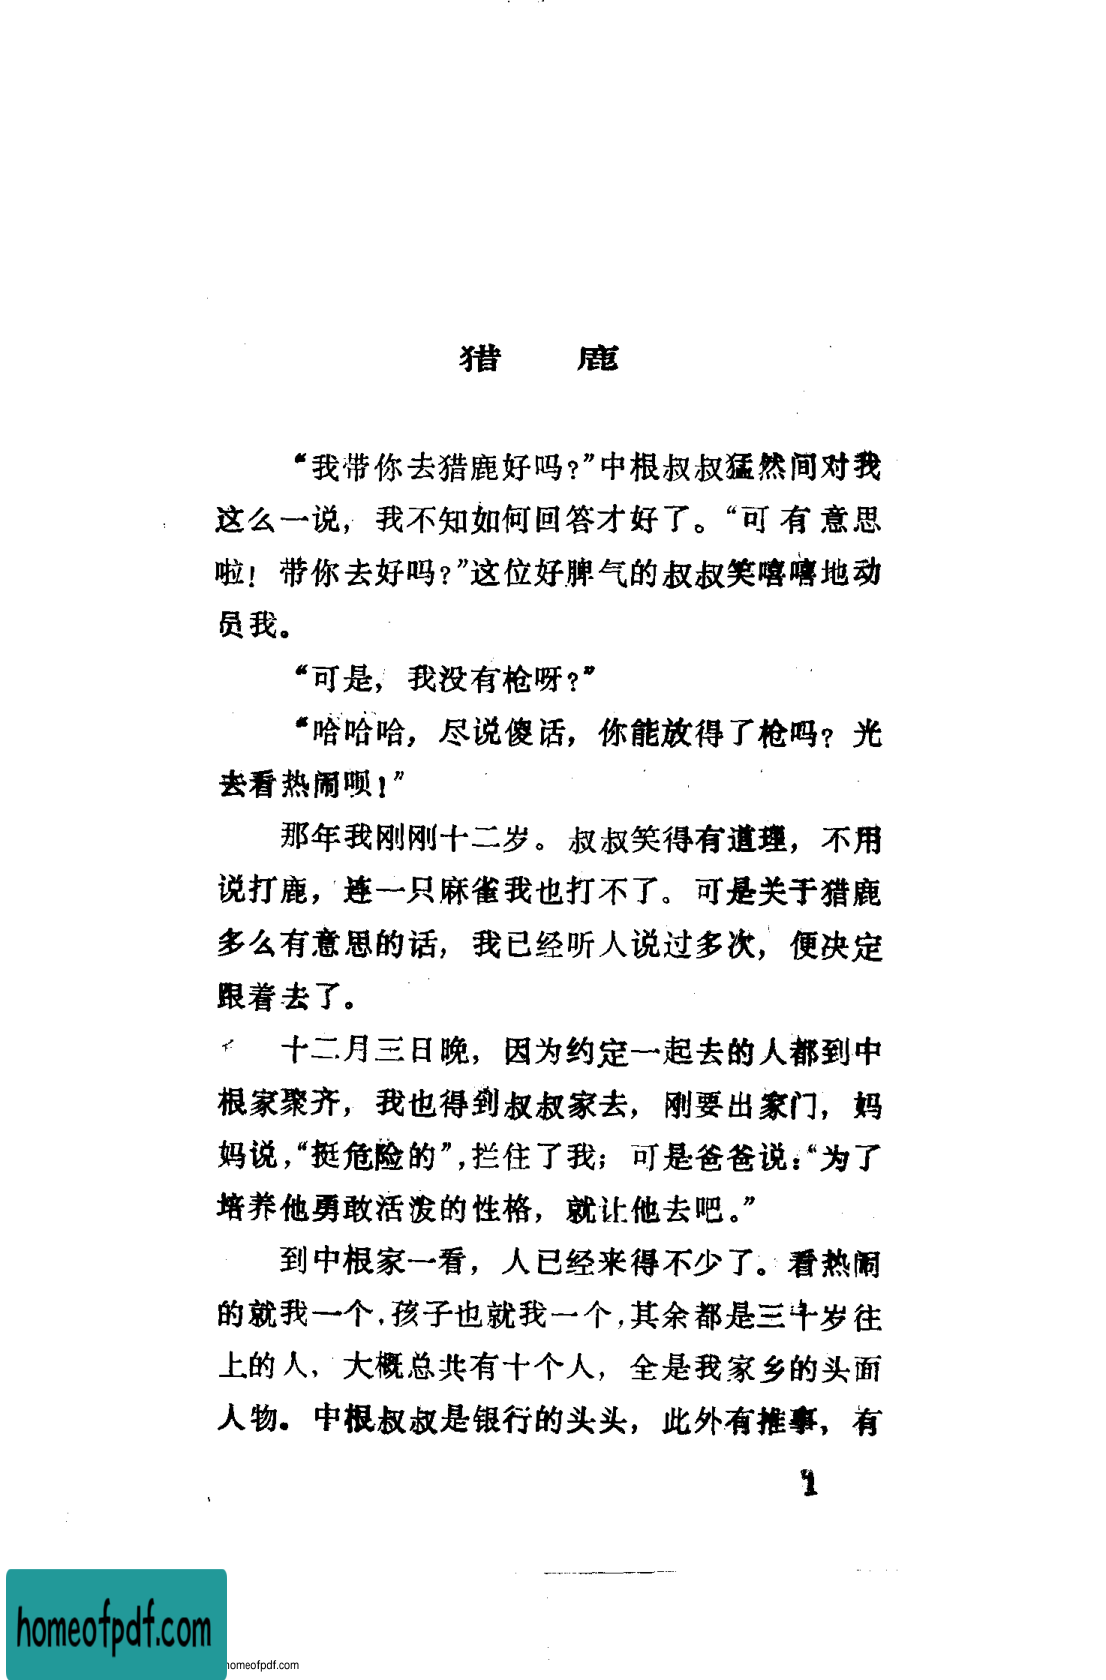 猎 鹿
“我带你去猎鹿好吗?”中根叔叔猛然间对我
这么一说，我不知如何回答才好了。“可有意思
啦！带你去好吗?”这位好脾气的叔叔笑嘻嘻地动
员我。
“可是，我没有枪呀?”
“哈哈哈，尽说傻话，你能放得了枪吗? 光
去看热闹呗！”
那年我刚刚十二岁。叔叔笑得有道理，不用
说打鹿，连一只麻雀我也打不了。可是关于猎鹿
多么有意思的话，我已经听人说过多次，便决定
跟着去了。
十二月三日晚，因为约定一起去的人都到中
根家聚齐，我也得到叔叔家去，刚要出家门，妈
妈说，“挺危险的”，拦住了我；可是爸爸说：“为了
培养他勇敢活泼的性格，就让他去吧。”
到中根家一看，人已经来得不少了。看热闹
的就我一个，孩子也就我一个，其余都是三十岁往
上的人，大概总共有十个人，全是我家乡的头面
人物。中根叔叔是银行的头头，此外有推事，有
1
homeofpdf.com
homeofpdf.com